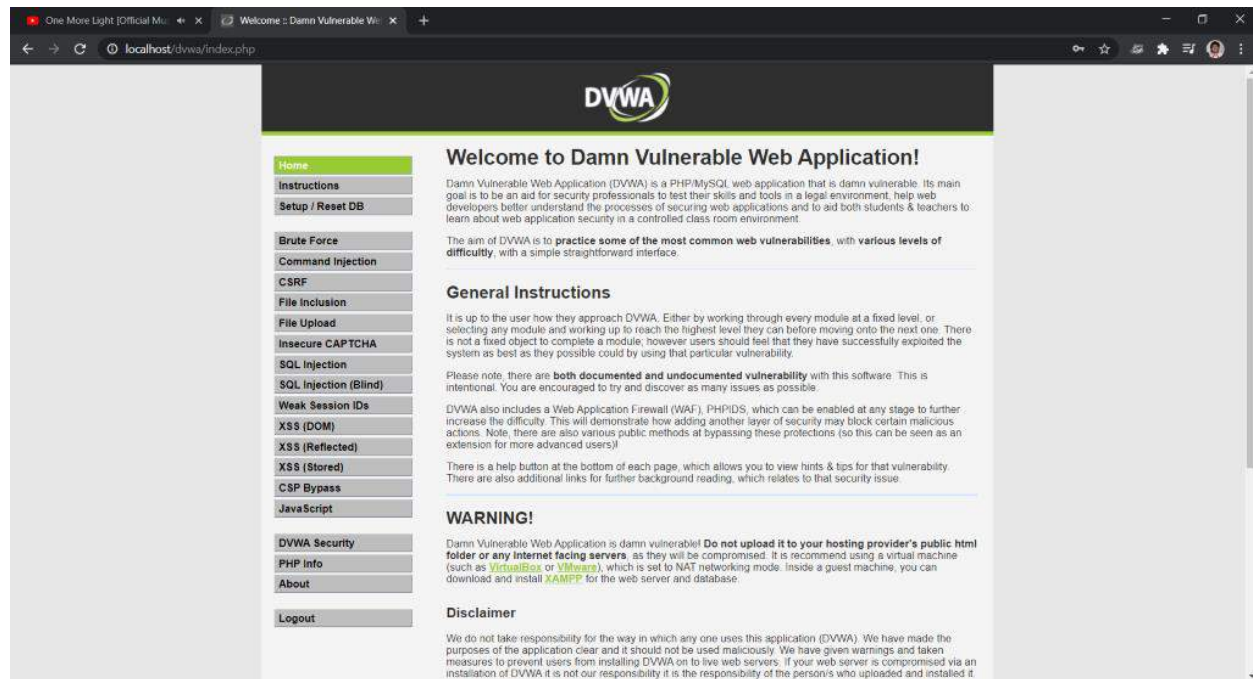 One More Light [Official Mu
Welcome :: Damn Vulnerable We
localhost/dvwa/index.php
DVWA
Home
Instructions
Setup / Reset DB
Brute Force
Command Injection
CSRF
File Inclusion
File Upload
Insecure CAPTCHA
SQL Injection
SQL Injection (Blind)
Weak Session IDs
XSS (DOM)
XSS (Reflected)
XSS (Stored)
CSP Bypass
JavaScript
DVWA Security
PHP Info
About
Logout
Welcome to Damn Vulnerable Web Application!
Damn Vulnerable Web Application (DVWA) is a PHP/MySQL web application that is damn vulnerable. Its main
goal is to be an aid for security professionals to test their skills and tools in a legal environment, help web
developers better understand the processes of securing web applications and to aid both students & teachers to
learn about web application security in a controlled class room environment.
The aim of DVWA is to practice some of the most common web vulnerabilities, with various levels of
difficultly, with a simple straightforward interface.
General Instructions
It is up to the user how they approach DVWA. Either by working through every module at a fixed level, or
selecting any module and working up to reach the highest level they can before moving onto the next one. There
is not a fixed object to complete a module; however users should feel that they have successfully exploited the
system as best as they possible could by using that particular vulnerability.
Please note, there are both documented and undocumented vulnerability with this software. This is
intentional. You are encouraged to try and discover as many issues as possible.
DVWA also includes a Web Application Firewall (WAF), PHPIDS, which can be enabled at any stage to further
increase the difficulty. This will demonstrate how adding another layer of security may block certain malicious
actions. Note, there are also various public methods at bypassing these protections (so this can be seen as an
extension for more advanced users)!
There is a help button at the bottom of each page, which allows you to view hints & tips for that vulnerability.
There are also additional links for further background reading, which relates to that security issue.
WARNING!
Damn Vulnerable Web Application is damn vulnerable! Do not upload it to your hosting provider's public html
folder or any Internet facing servers, as they will be compromised. It is recommend using a virtual machine
(such as VirtualBox or VMware), which is set to NAT networking mode. Inside a guest machine, you can
download and install XAMPP for the web server and database.
Disclaimer
We do not take responsibility for the way in which any one uses this application (DVWA). We have made the
purposes of the application clear and it should not be used maliciously. We have given warnings and taken
measures to prevent users from installing DVWA on to live web servers. If your web server is compromised via an
installation of DVWA it is not our responsibility it is the responsibility of the person/s who uploaded and installed it